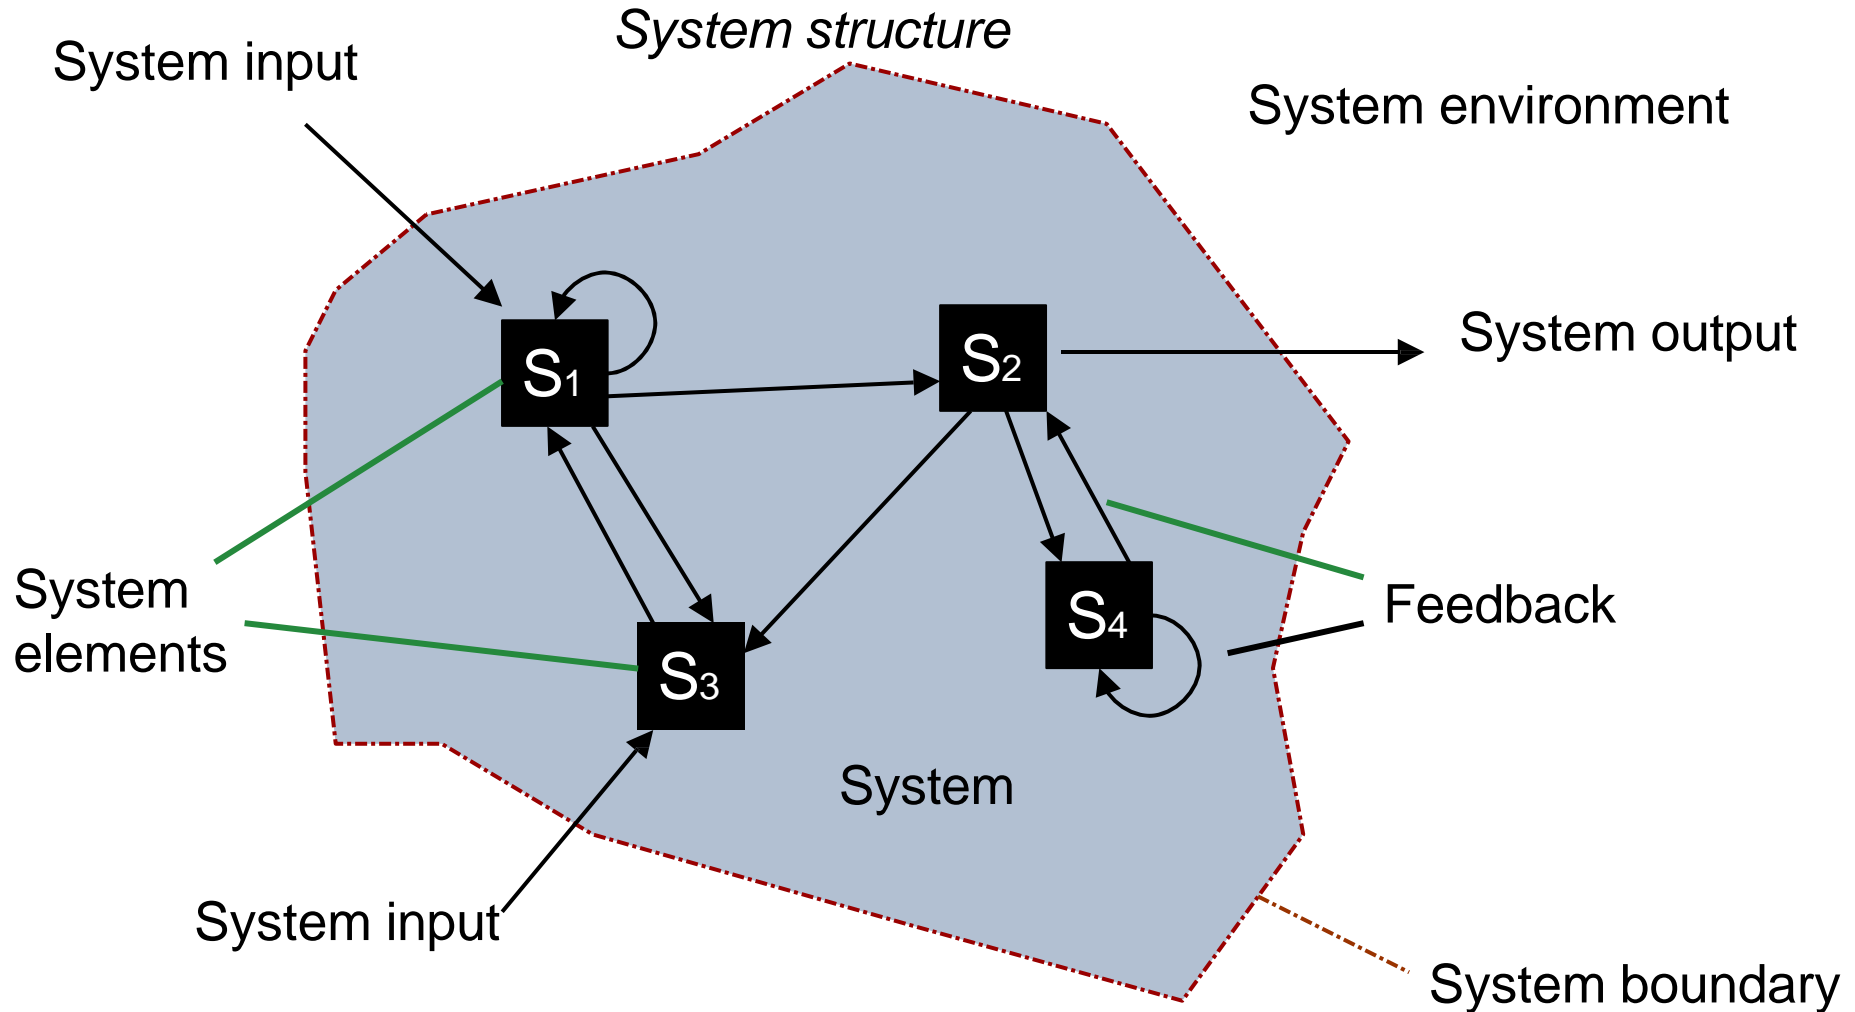 System structure
System input
System environment
S1
S2
System output
System
elements
S3
S4
Feedback
System
System input
System boundary